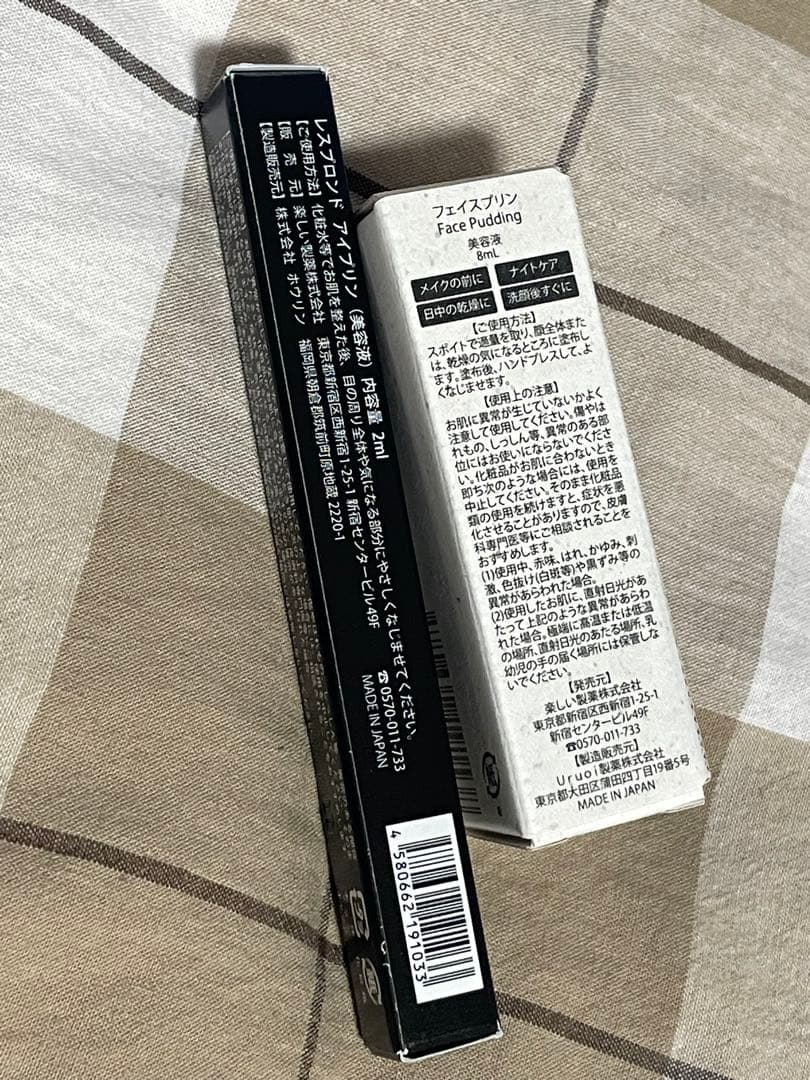 レスブロンド アイプリン（美容液）内容量 2ml
【ご使用方法】化粧水等でお肌を整えた後、目の周り全体や気になる部分にやさしくなじませてください。
【販 売 元】楽しい製薬株式会社 東京都新宿区西新宿1-25-1 新宿センタービル49F ☎0570-011-733
【製造販売元】株式会社 ホウリン 福岡県朝倉郡筑前町原地蔵 2220-1 MADE IN JAPAN
4 580662 191033
フェイスプリン
Face Pudding
美容液
8mL
メイクの前に ナイトケア
日中の乾燥に 洗顔後すぐに
【ご使用方法】
スポイトで適量を取り、顔全体また
は、乾燥の気になるところに塗布し
ます。塗布後、ハンドプレスして、よ
くなじませます。
【使用上の注意】
お肌に異常が生じていないかよく
注意して使用してください。傷やは
れもの、しっしん等、異常のある部
位にはお使いにならないでくださ
い。化粧品がお肌に合わないとき
即ち次のような場合には、使用を
中止してください。そのまま化粧品
類の使用を続けますと、症状を悪
化させることがありますので、皮膚
科専門医等にご相談されることを
おすすめします。
(1)使用中、赤味、はれ、かゆみ、刺
激、色抜け(白斑等)や黒ずみ等の
異常があらわれた場合。
(2)使用したお肌に、直射日光があ
たって上記のような異常があらわ
れた場合。極端に高温または低温
の場所、直射日光のあたる場所、乳
幼児の手の届く場所には保管しな
いでください。
【発売元】
楽しい製薬株式会社
東京都新宿区西新宿1-25-1
新宿センタービル49F
☎0570-011-733
【製造販売元】
Uruoi製薬株式会社
東京都大田区蒲田四丁目19番5号
MADE IN JAPAN